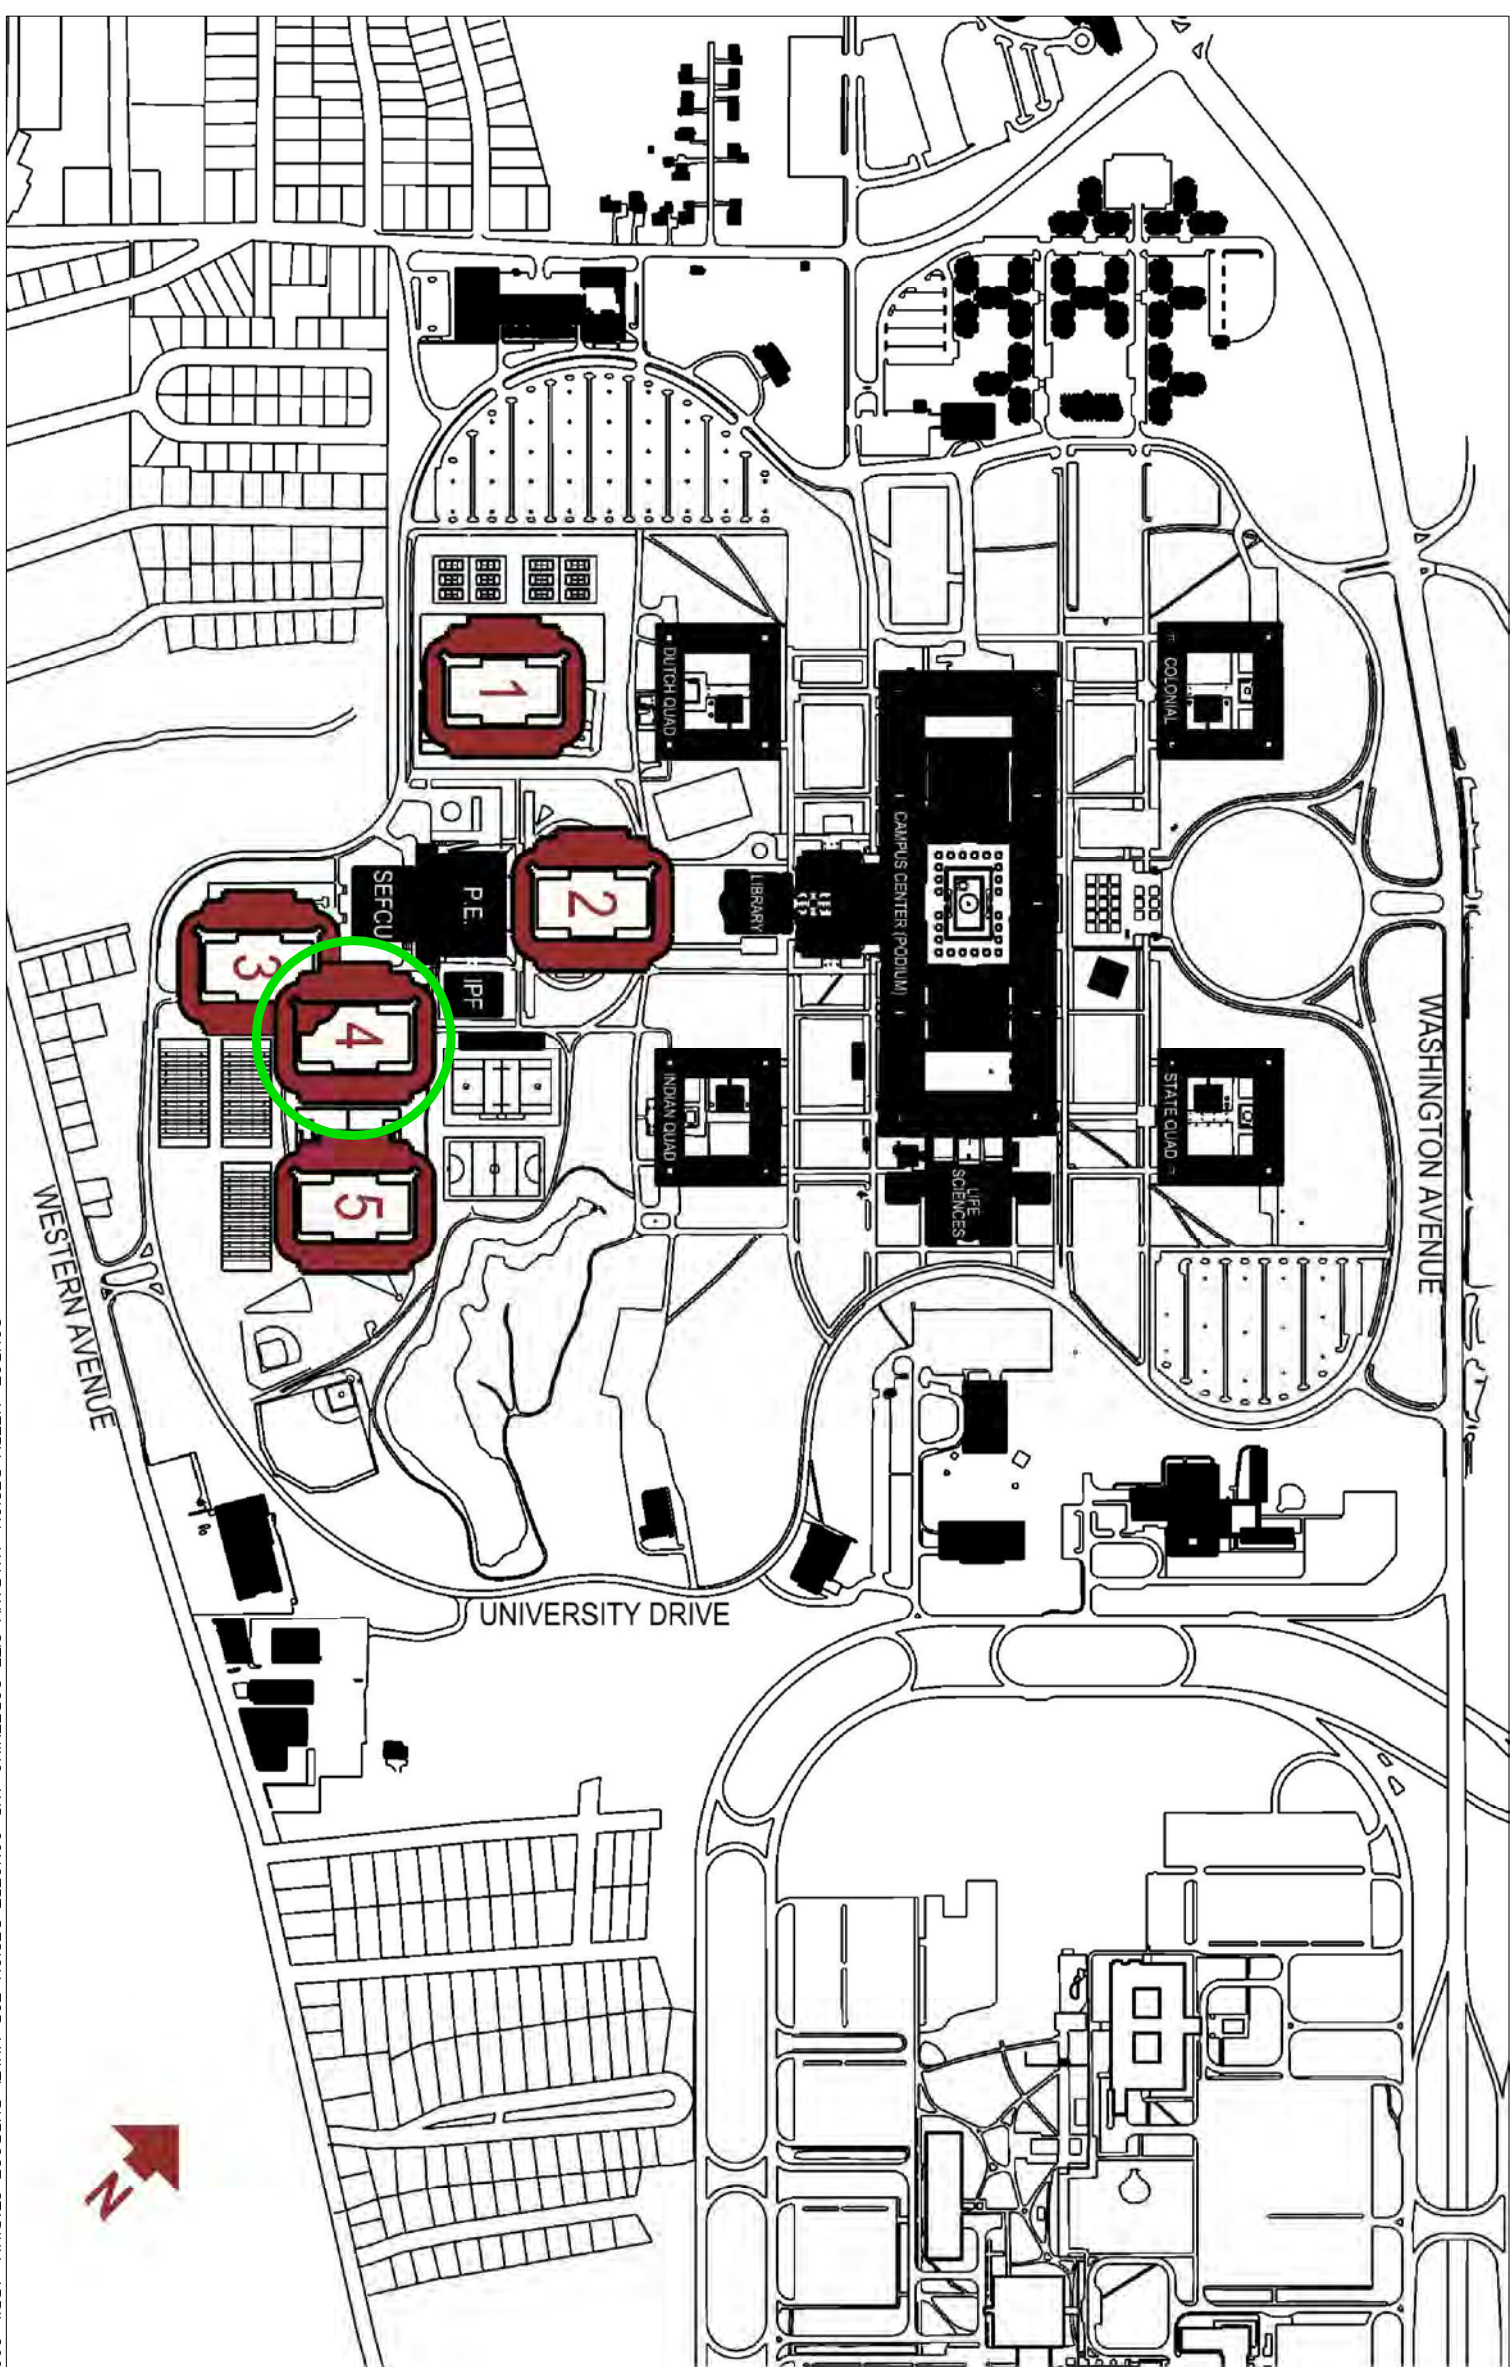 COLONIAL
STATE QUAD
WASHINGTON AVENUE
CAMPUS CENTER (PODIUM)
LIFE
SCIENCES
LIBRARY
DUTCH QUAD
INDIAN QUAD
1
2
P.E.
IPF
SEFCU
3
4
5
UNIVERSITY DRIVE
WESTERN AVENUE
N